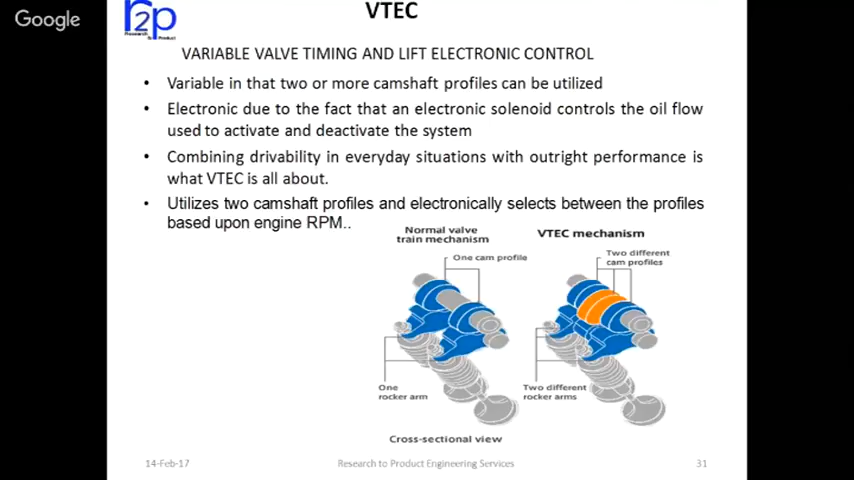 VTEC
Google
r2p
Research
to Product
VARIABLE VALVE TIMING AND LIFT ELECTRONIC CONTROL
• Variable in that two or more camshaft profiles can be utilized
• Electronic due to the fact that an electronic solenoid controls the oil flow
used to activate and deactivate the system
• Combining drivability in everyday situations with outright performance is
what VTEC is all about.
• Utilizes two camshaft profiles and electronically selects between the profiles
based upon engine RPM..
Normal valve
train mechanism
VTEC mechanism
One cam profile
Two different
cam profiles
One
rocker arm
Two different
rocker arms
Cross-sectional view
14-Feb-17
Research to Product Engineering Services
31